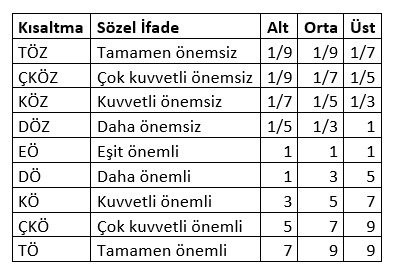 Kısaltma Sözel İfade Alt Orta Üst
TÖZ Tamamen önemsiz 1/9 1/9 1/7
ÇKÖZ Çok kuvvetli önemsiz 1/9 1/7 1/5
KÖZ Kuvvetli önemsiz 1/7 1/5 1/3
DÖZ Daha önemsiz 1/5 1/3 1
EÖ Eşit önemli 1 1 1
DÖ Daha önemli 1 3 5
KÖ Kuvvetli önemli 3 5 7
ÇKÖ Çok kuvvetli önemli 5 7 9
TÖ Tamamen önemli 7 9 9